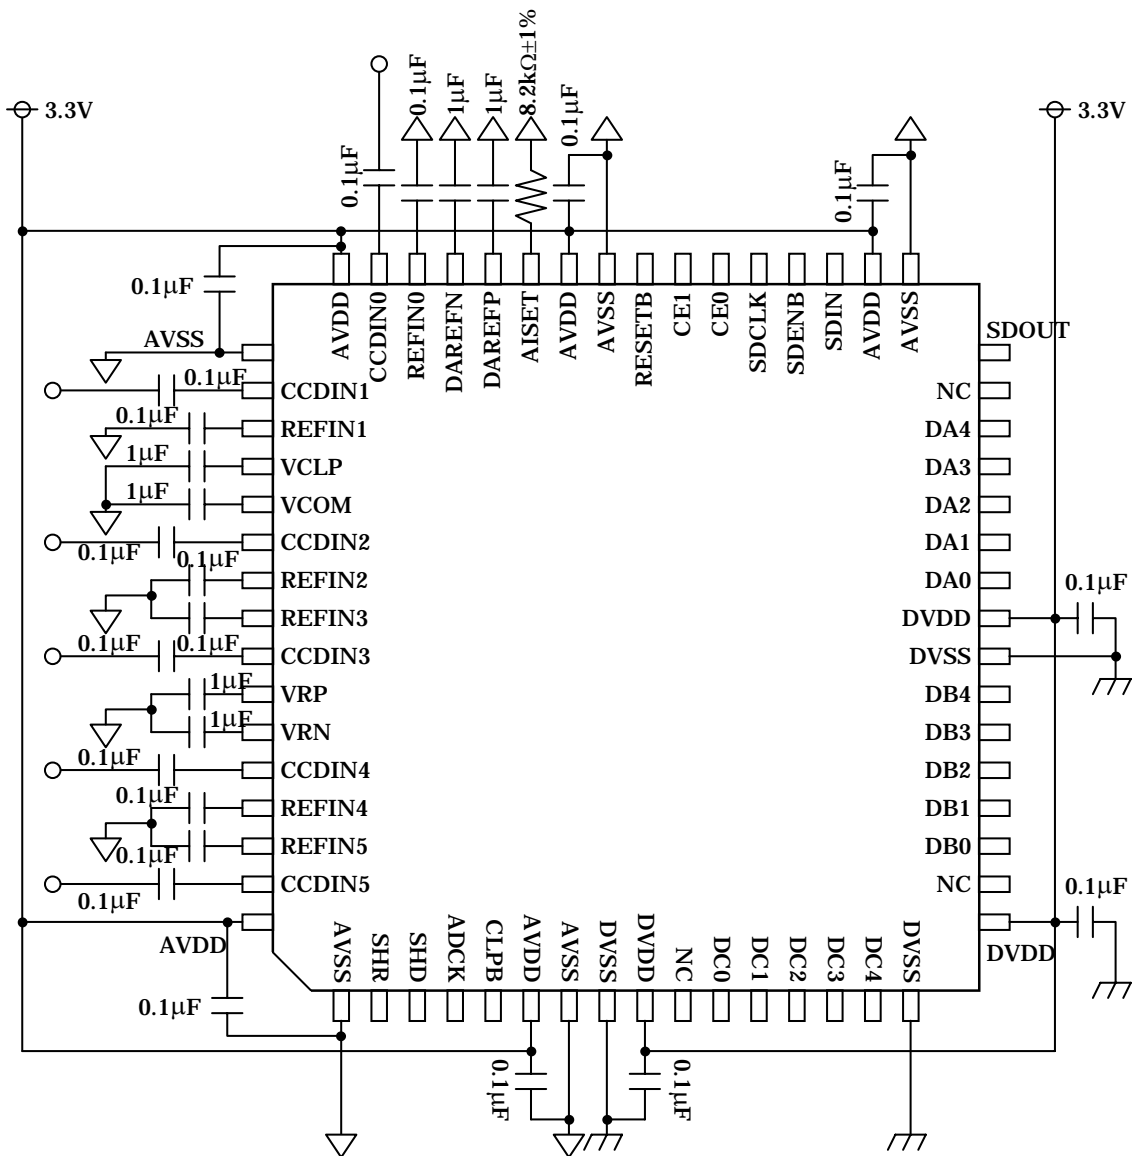 0.1μF
1μF
1μF
8.2kΩ±1%
0.1μF
3.3V
3.3V
0.1μF
0.1μF
0.1μF
AVDD
CCDIN0
REFIN0
DAREFN
DAREFP
AISET
AVDD
AVSS
RESETB
CE1
CE0
SDCLK
SDENB
SDIN
AVDD
AVSS
AVSS
SDOUT
0.1μF
CCDIN1
NC
0.1μF
REFIN1
DA4
1μF
VCLP
DA3
1μF
VCOM
DA2
CCDIN2
DA1
0.1μF
0.1μF
REFIN2
DA0
0.1μF
REFIN3
DVDD
0.1μF
0.1μF
CCDIN3
DVSS
1μF
VRP
DB4
1μF
VRN
DB3
0.1μF
CCDIN4
DB2
0.1μF
REFIN4
DB1
0.1μF
REFIN5
DB0
0.1μF
CCDIN5
NC
0.1μF
AVDD
DVDD
AVSS
SHR
SHD
ADCK
CLPB
AVDD
AVSS
DVSS
DVDD
NC
DC0
DC1
DC2
DC3
DC4
DVSS
0.1μF
0.1μF
0.1μF